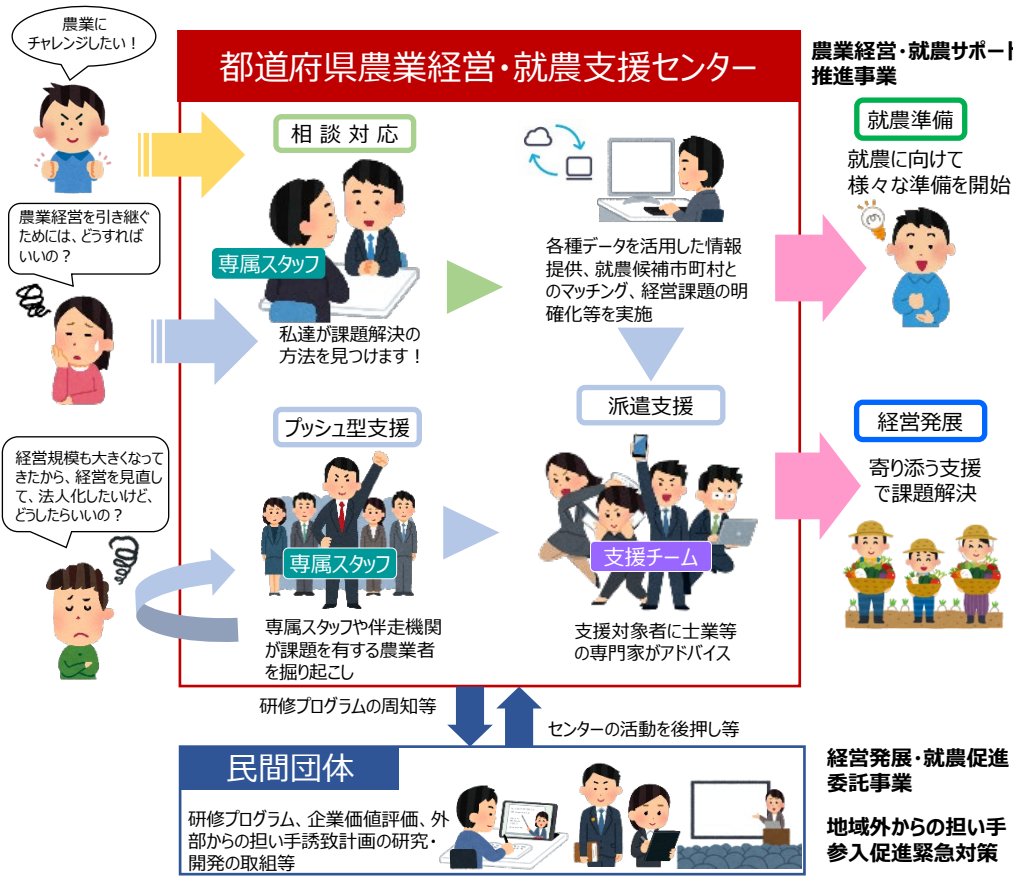 農業に
チャレンジしたい！
都道府県農業経営・就農支援センター
農業経営・就農サポート
推進事業
相談対応
就農準備
就農に向けて
様々な準備を開始
農業経営を引き継ぐ
ためには、どうすれば
いいの？
専属スタッフ
私達が課題解決の
方法を見つけます！
各種データを活用した情報
提供、就農候補市町村と
のマッチング、経営課題の明
確化等を実施
プッシュ型支援
派遣支援
経営発展
寄り添う支援
で課題解決
経営規模も大きくなって
きたから、経営を見直し
て、法人化したいけど、
どうしたらいいの？
専属スタッフ
支援チーム
専属スタッフや伴走機関
が課題を有する農業者
を掘り起こし
支援対象者に士業等
の専門家がアドバイス
研修プログラムの周知等
センターの活動を後押し等
民間団体
研修プログラム、企業価値評価、外
部からの担い手誘致計画の研究・
開発の取組等
経営発展・就農促進
委託事業
地域外からの担い手
参入促進緊急対策